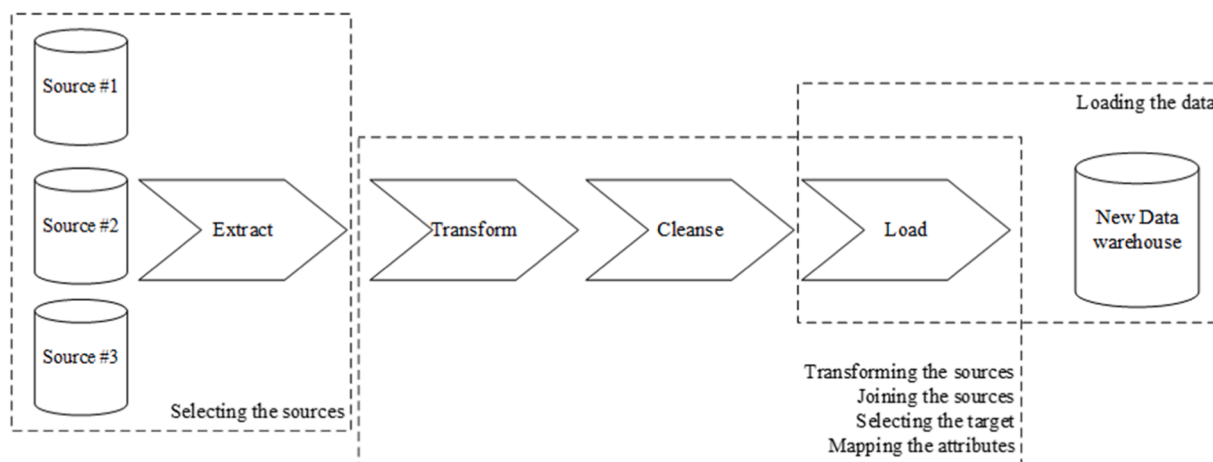 Source #1
Source #2
Source #3
Extract
Selecting the sources
Transform
Cleanse
Load
Loading the data
New Data
warehouse
Transforming the sources
Joining the sources
Selecting the target
Mapping the attributes